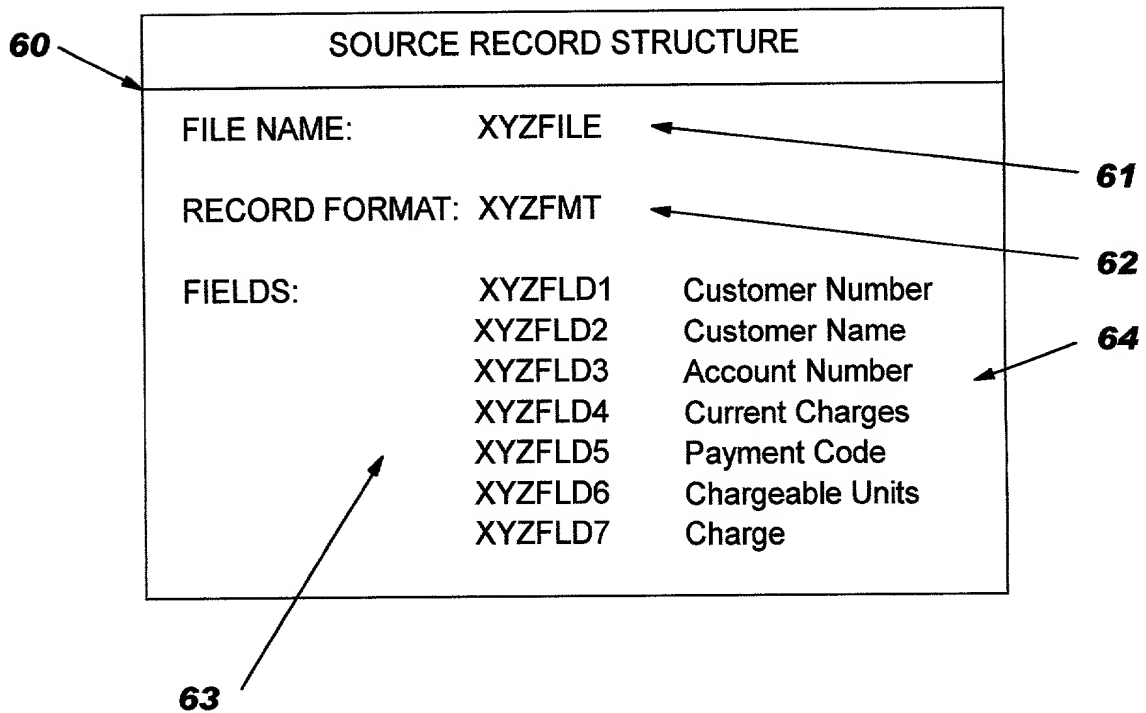 60
SOURCE RECORD STRUCTURE
FILE NAME: XYZFILE
61
RECORD FORMAT: XYZFMT
62
FIELDS: XYZFLD1 Customer Number
XYZFLD2 Customer Name
64
XYZFLD3 Account Number
XYZFLD4 Current Charges
XYZFLD5 Payment Code
XYZFLD6 Chargeable Units
XYZFLD7 Charge
63